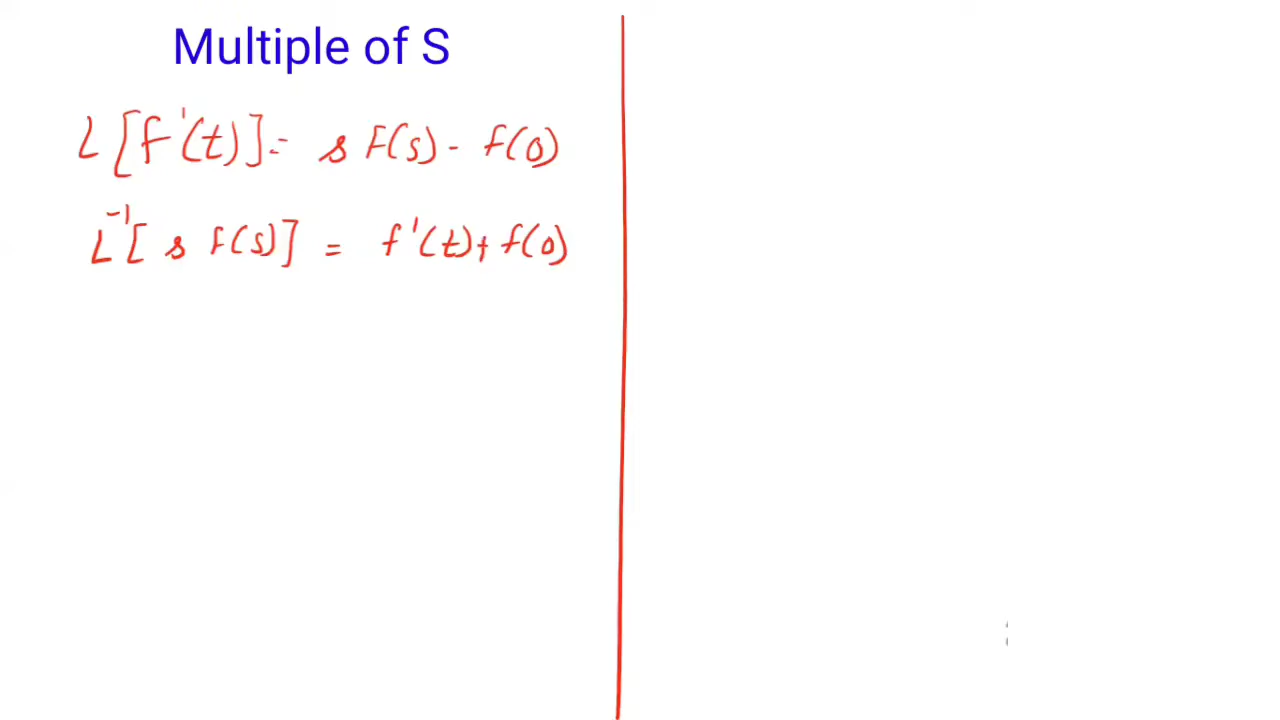 Multiple of S
L[f'(t)] = s F(s) - f(0)
L⁻¹[s F(s)] = f'(t) + f(0)